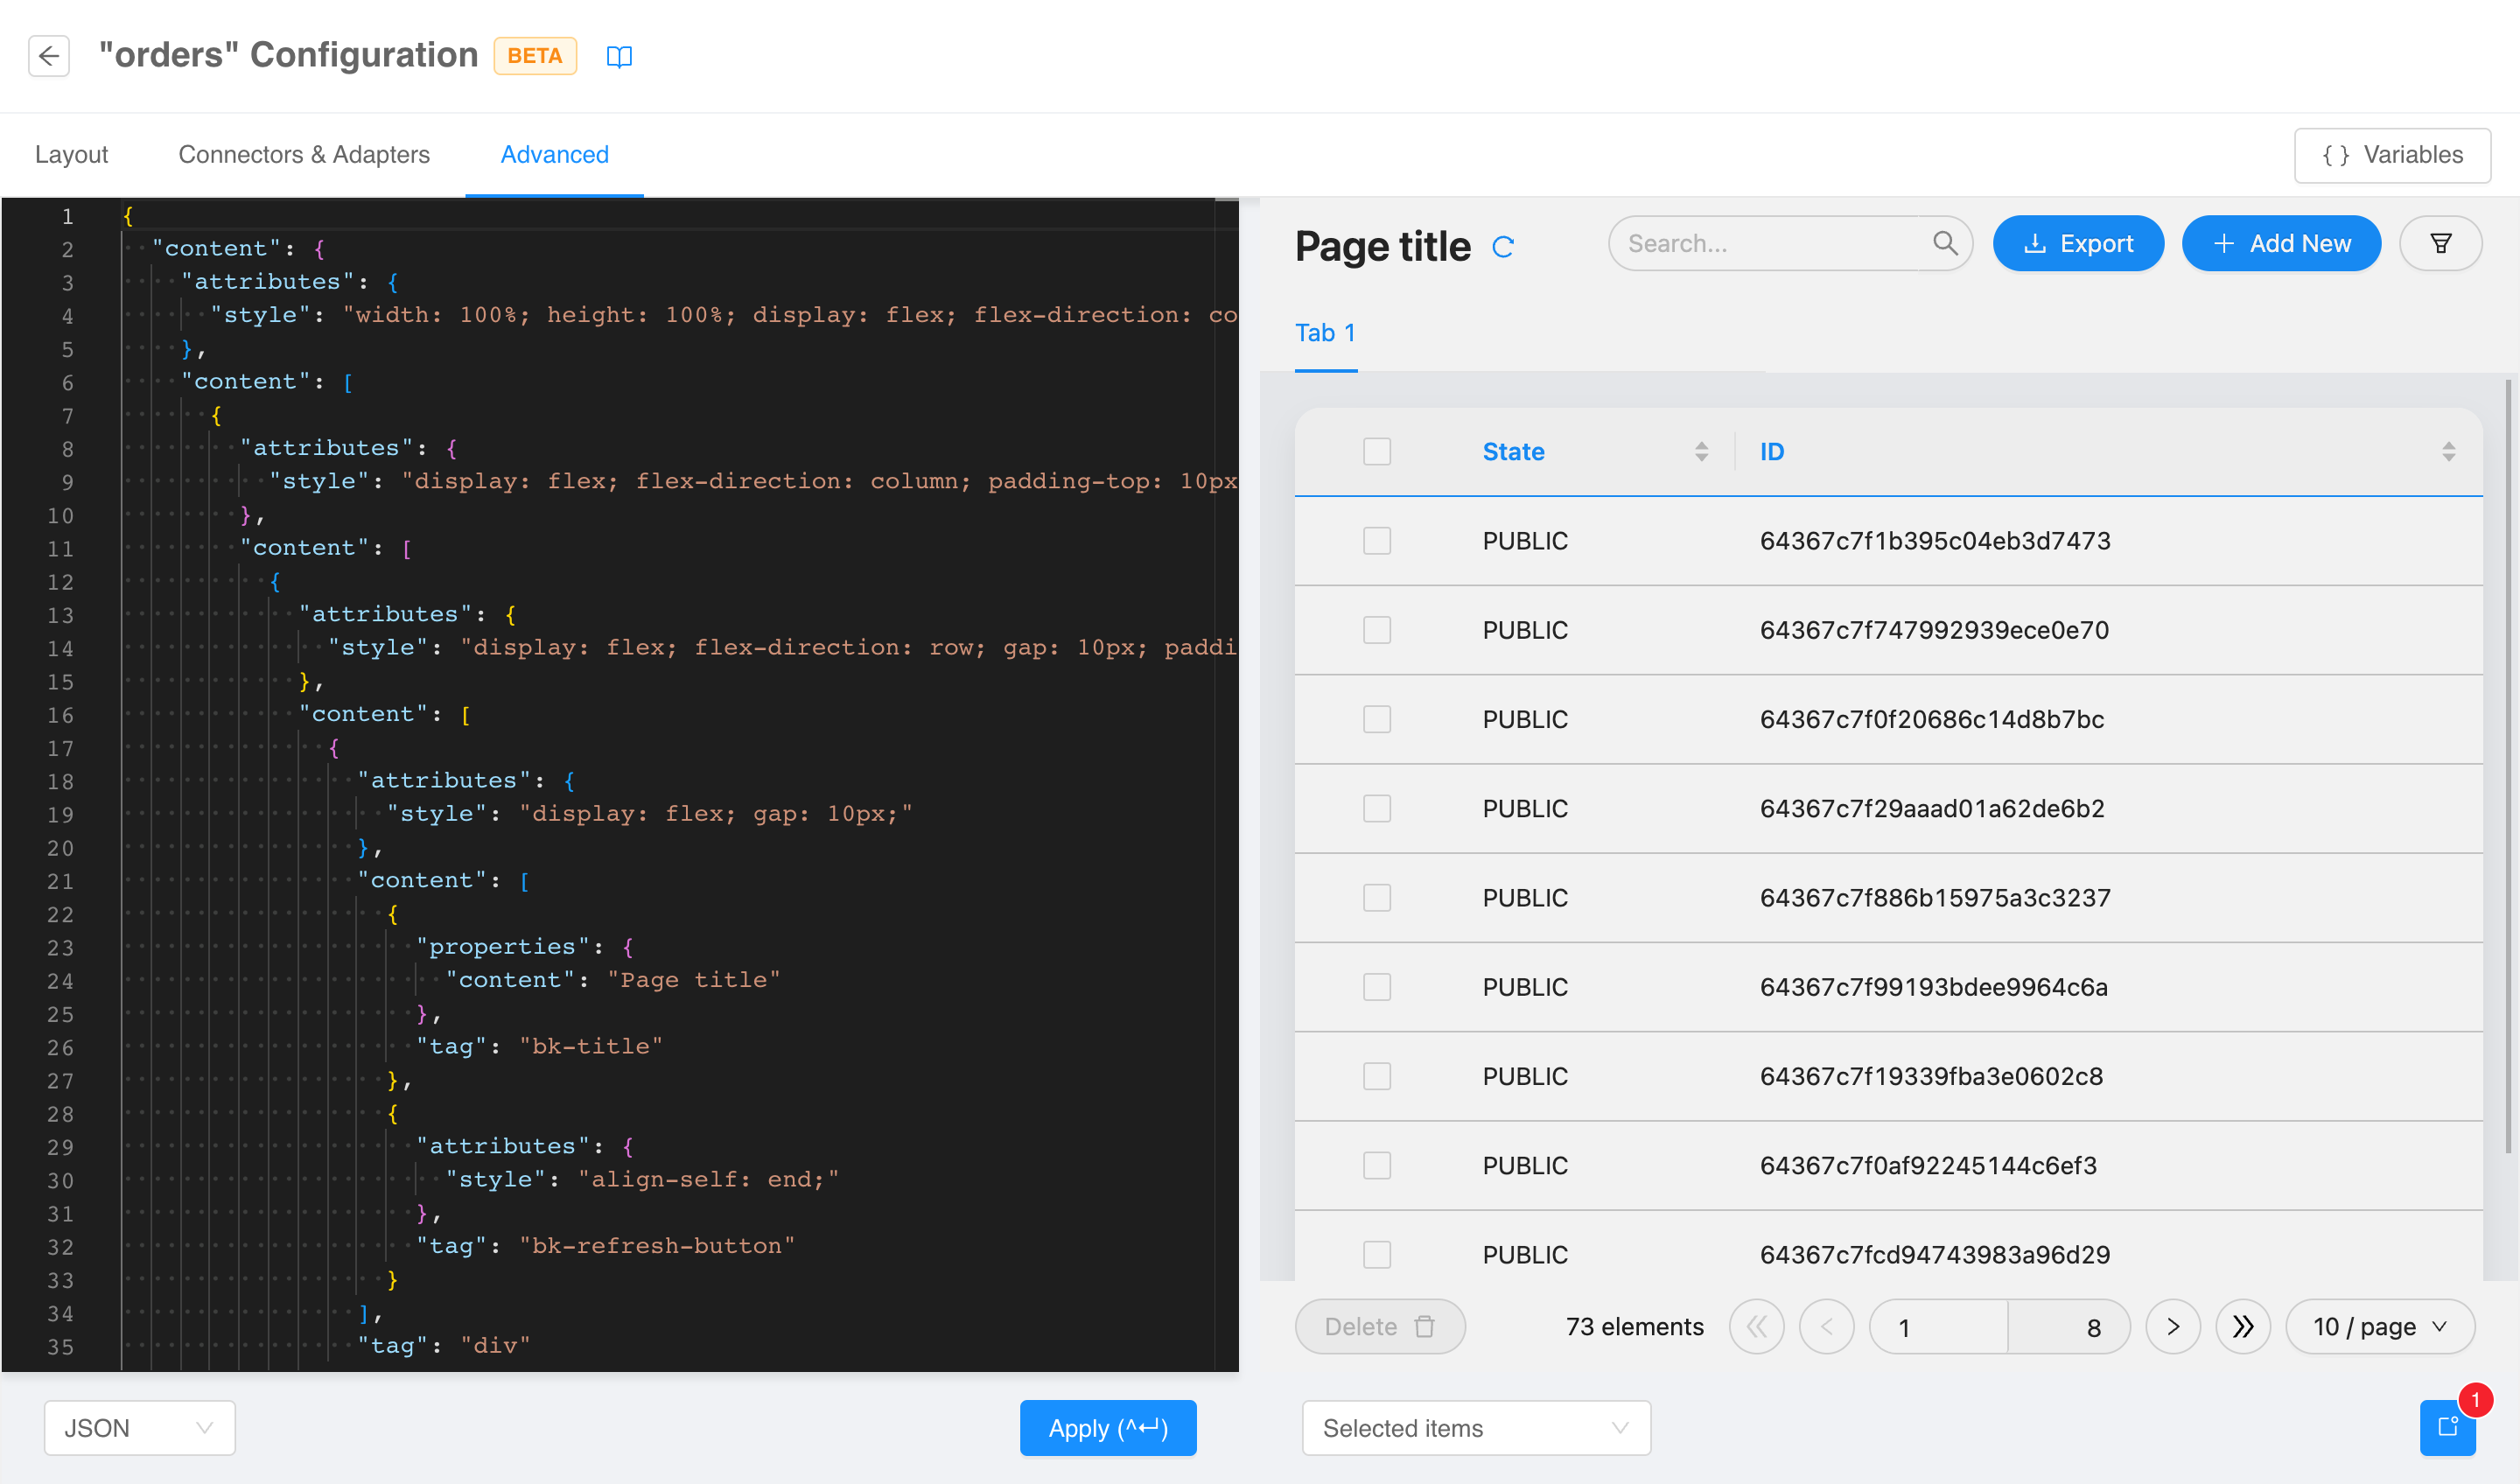 "orders" Configuration BETA
Layout Connectors & Adapters Advanced { } Variables
1 {
2 "content": {
3 "attributes": {
4 "style": "width: 100%; height: 100%; display: flex; flex-direction: co
5 },
6 "content": [
7 {
8 "attributes": {
9 "style": "display: flex; flex-direction: column; padding-top: 10px
10 },
11 "content": [
12 {
13 "attributes": {
14 "style": "display: flex; flex-direction: row; gap: 10px; paddi
15 },
16 "content": [
17 {
18 "attributes": {
19 "style": "display: flex; gap: 10px;"
20 },
21 "content": [
22 {
23 "properties": {
24 "content": "Page title"
25 },
26 "tag": "bk-title"
27 },
28 {
29 "attributes": {
30 "style": "align-self: end;"
31 },
32 "tag": "bk-refresh-button"
33 }
34 ],
35 "tag": "div"
JSON Apply (^↵)
Page title Search... Export + Add New
Tab 1
State ID
PUBLIC 64367c7f1b395c04eb3d7473
PUBLIC 64367c7f747992939ece0e70
PUBLIC 64367c7f0f20686c14d8b7bc
PUBLIC 64367c7f29aaad01a62de6b2
PUBLIC 64367c7f886b15975a3c3237
PUBLIC 64367c7f99193bdee9964c6a
PUBLIC 64367c7f19339fba3e0602c8
PUBLIC 64367c7f0af92245144c6ef3
PUBLIC 64367c7fcd94743983a96d29
Delete 73 elements 1 8 10 / page
Selected items 1